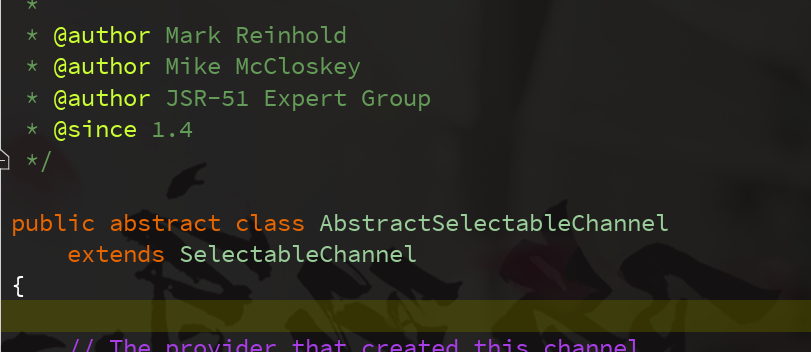 *
* @author Mark Reinhold
* @author Mike McCloskey
* @author JSR-51 Expert Group
* @since 1.4
*/
public abstract class AbstractSelectableChannel
extends SelectableChannel
{
// The provider that created this channel